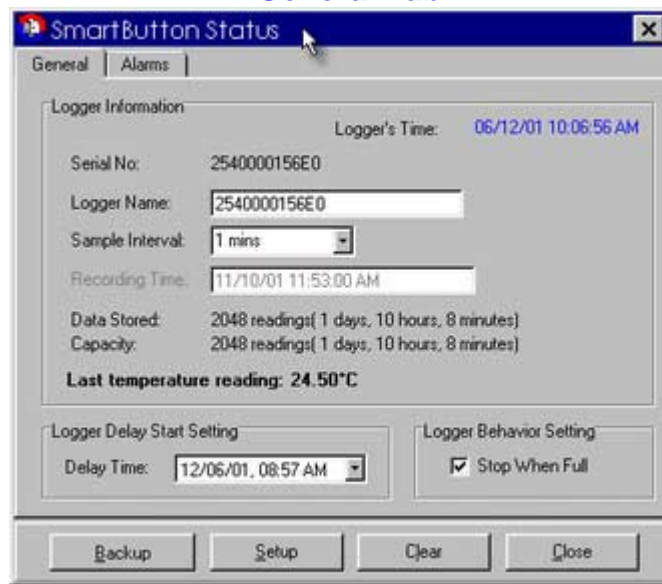 SmartButton Status
General Alarms
Logger Information
Logger's Time: 06/12/01 10:06:56 AM
Serial No: 2540000156E0
Logger Name: 2540000156E0
Sample Interval: 1 mins
Recording Time: 11/10/01 11:53:00 AM
Data Stored: 2048 readings( 1 days, 10 hours, 8 minutes)
Capacity: 2048 readings( 1 days, 10 hours, 8 minutes)
Last temperature reading: 24.50°C
Logger Delay Start Setting
Delay Time: 12/06/01, 08:57 AM
Logger Behavior Setting
Stop When Full
Backup Setup Clear Close